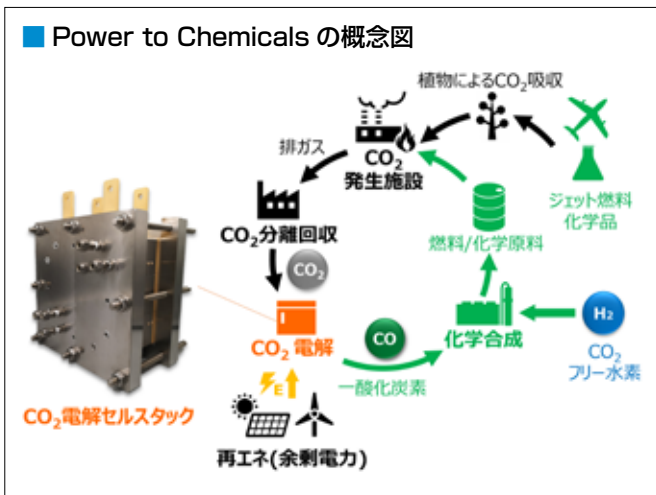 Power to Chemicals の概念図
植物によるCO₂吸収
排ガス
CO₂
発生施設
ジェット燃料
化学品
CO₂分離回収
燃料/化学原料
CO₂
H₂
CO₂電解
CO
化学合成
CO₂
フリー水素
一酸化炭素
E
CO₂電解セルスタック
再エネ(余剰電力)